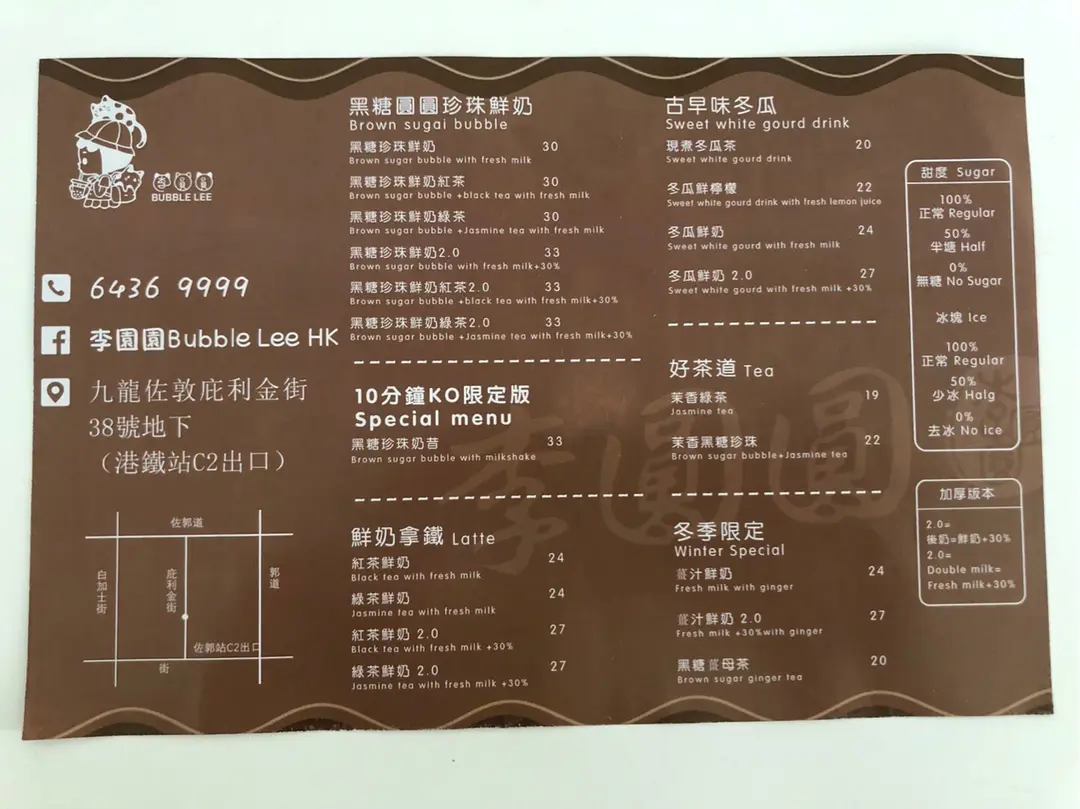 李圓圓
BUBBLE LEE
6436 9999
李園園Bubble Lee HK
九龍佐敦庇利金街
38號地下
（港鐵站C2出口）
佐郭道
白加士街
庇利金街
郭道
佐郭站C2出口
街
黑糖圓圓珍珠鮮奶
Brown sugai bubble
黑糖珍珠鮮奶 30
Brown sugar bubble with fresh milk
黑糖珍珠鮮奶紅茶 30
Brown sugar bubble +black tea with fresh milk
黑糖珍珠鮮奶綠茶 30
Brown sugar bubble +Jasmine tea with fresh milk
黑糖珍珠鮮奶2.0 33
Brown sugar bubble with fresh milk+30%
黑糖珍珠鮮奶紅茶2.0 33
Brown sugar bubble +black tea with fresh milk+30%
黑糖珍珠鮮奶綠茶2.0 33
Brown sugar bubble +Jasmine tea with fresh milk+30%
10分鐘KO限定版
Special menu
黑糖珍珠奶昔 33
Brown sugar bubble with milkshake
鮮奶拿鐵 Latte
紅茶鮮奶 24
Black tea with fresh milk
綠茶鮮奶 24
Jasmine tea with fresh milk
紅茶鮮奶 2.0 27
Black tea with fresh milk +30%
綠茶鮮奶 2.0 27
Jasmine tea with fresh milk +30%
古早味冬瓜
Sweet white gourd drink
現煮冬瓜茶 20
Sweet white gourd drink
冬瓜鮮檸檬 22
Sweet white gourd drink with fresh lemon juice
冬瓜鮮奶 24
Sweet white gourd with fresh milk
冬瓜鮮奶 2.0 27
Sweet white gourd with fresh milk +30%
好茶道 Tea
茉香綠茶 19
Jasmine tea
茉香黑糖珍珠 22
Brown sugar bubble+Jasmine tea
冬季限定
Winter Special
薑汁鮮奶 24
Fresh milk with ginger
薑汁鮮奶 2.0 27
Fresh milk +30%with ginger
黑糖薑母茶 20
Brown sugar ginger tea
李圓圓
甜度 Sugar
100%
正常 Regular
50%
半塘 Half
0%
無糖 No Sugar
冰塊 Ice
100%
正常 Regular
50%
少冰 Halg
0%
去冰 No ice
加厚版本
2.0=
後奶=鮮奶+30%
2.0=
Double milk=
Fresh milk+30%